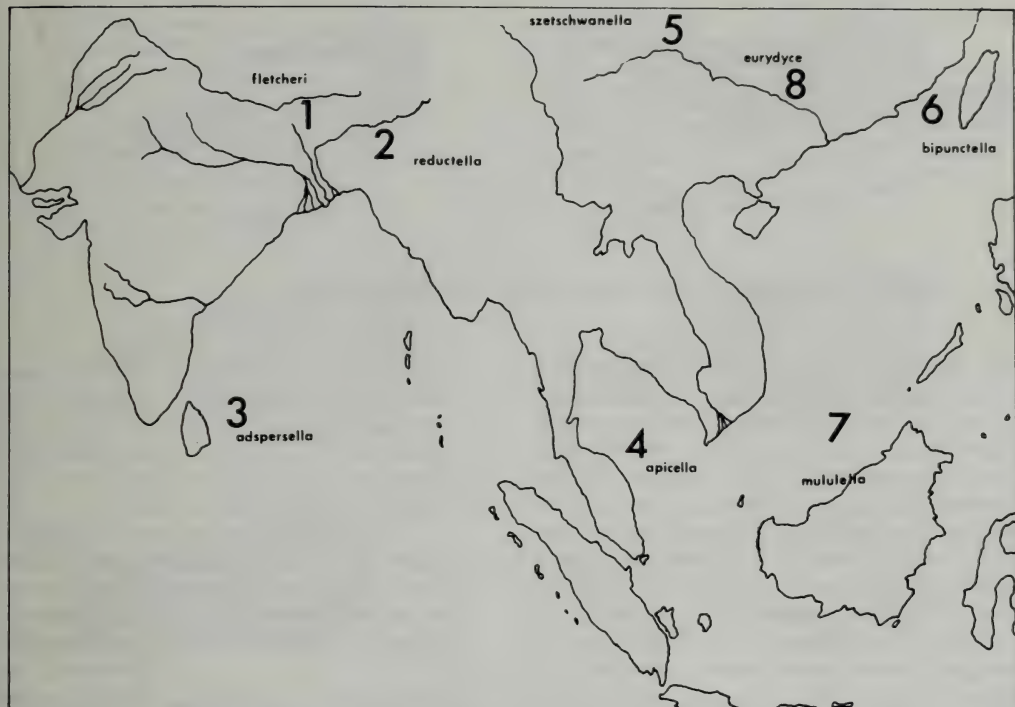 szetschwanella
5
eurydyce
8
fletcheri
1
2
reductella
6
bipunctella
3
adspersella
4
apicella
7
mululella